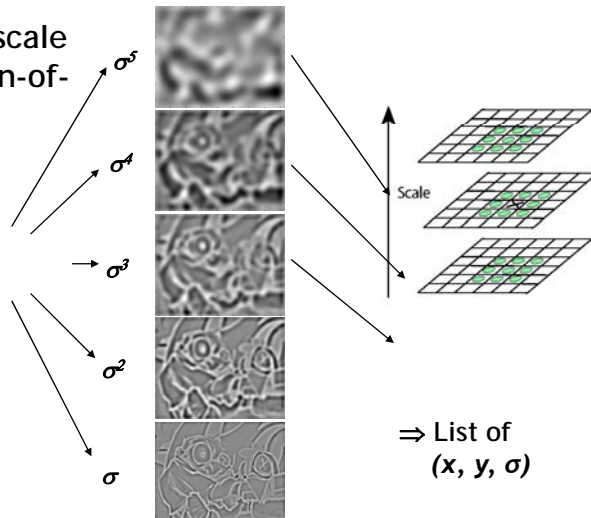 scale
n-of-
σ⁵
σ⁴
Scale
σ³
σ²
⇒ List of
σ
(x, y, σ)